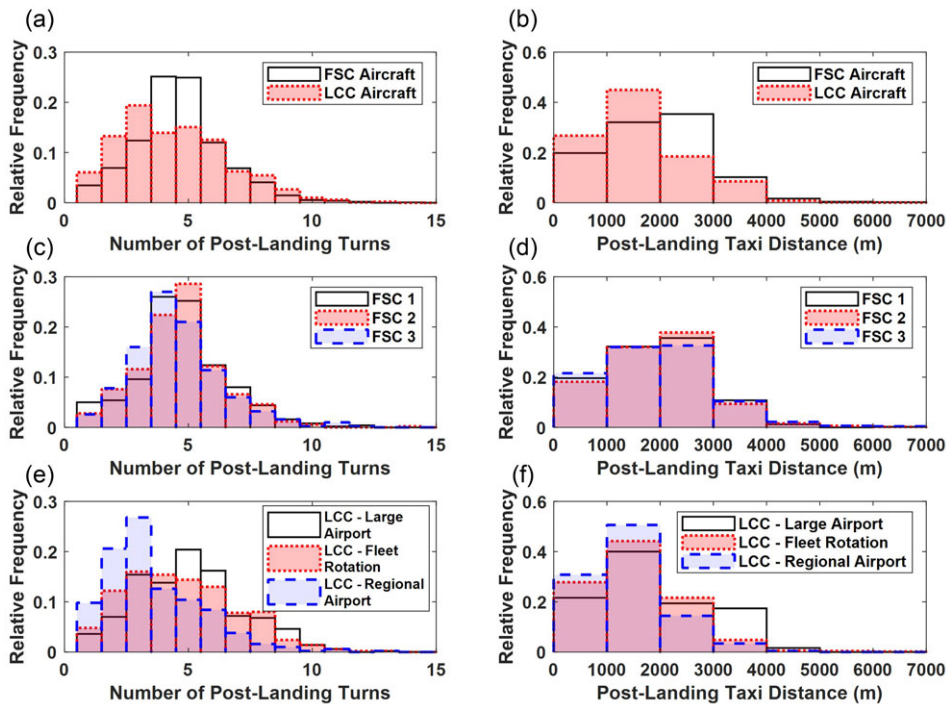 (a)
0.3
0.2
0.1
0
Relative Frequency
FSC Aircraft
LCC Aircraft
0 5 10 15
Number of Post-Landing Turns
(b)
0.6
0.4
0.2
0
Relative Frequency
FSC Aircraft
LCC Aircraft
0 1000 2000 3000 4000 5000 6000 7000
Post-Landing Taxi Distance (m)
(c)
0.3
0.2
0.1
0
Relative Frequency
FSC 1
FSC 2
FSC 3
0 5 10 15
Number of Post-Landing Turns
(d)
0.6
0.4
0.2
0
Relative Frequency
FSC 1
FSC 2
FSC 3
0 1000 2000 3000 4000 5000 6000 7000
Post-Landing Taxi Distance (m)
(e)
0.3
0.2
0.1
0
Relative Frequency
LCC - Large
Airport
LCC - Fleet
Rotation
LCC - Regional
Airport
0 5 10 15
Number of Post-Landing Turns
(f)
0.6
0.4
0.2
0
Relative Frequency
LCC - Large Airport
LCC - Fleet Rotation
LCC - Regional Airport
0 1000 2000 3000 4000 5000 6000 7000
Post-Landing Taxi Distance (m)